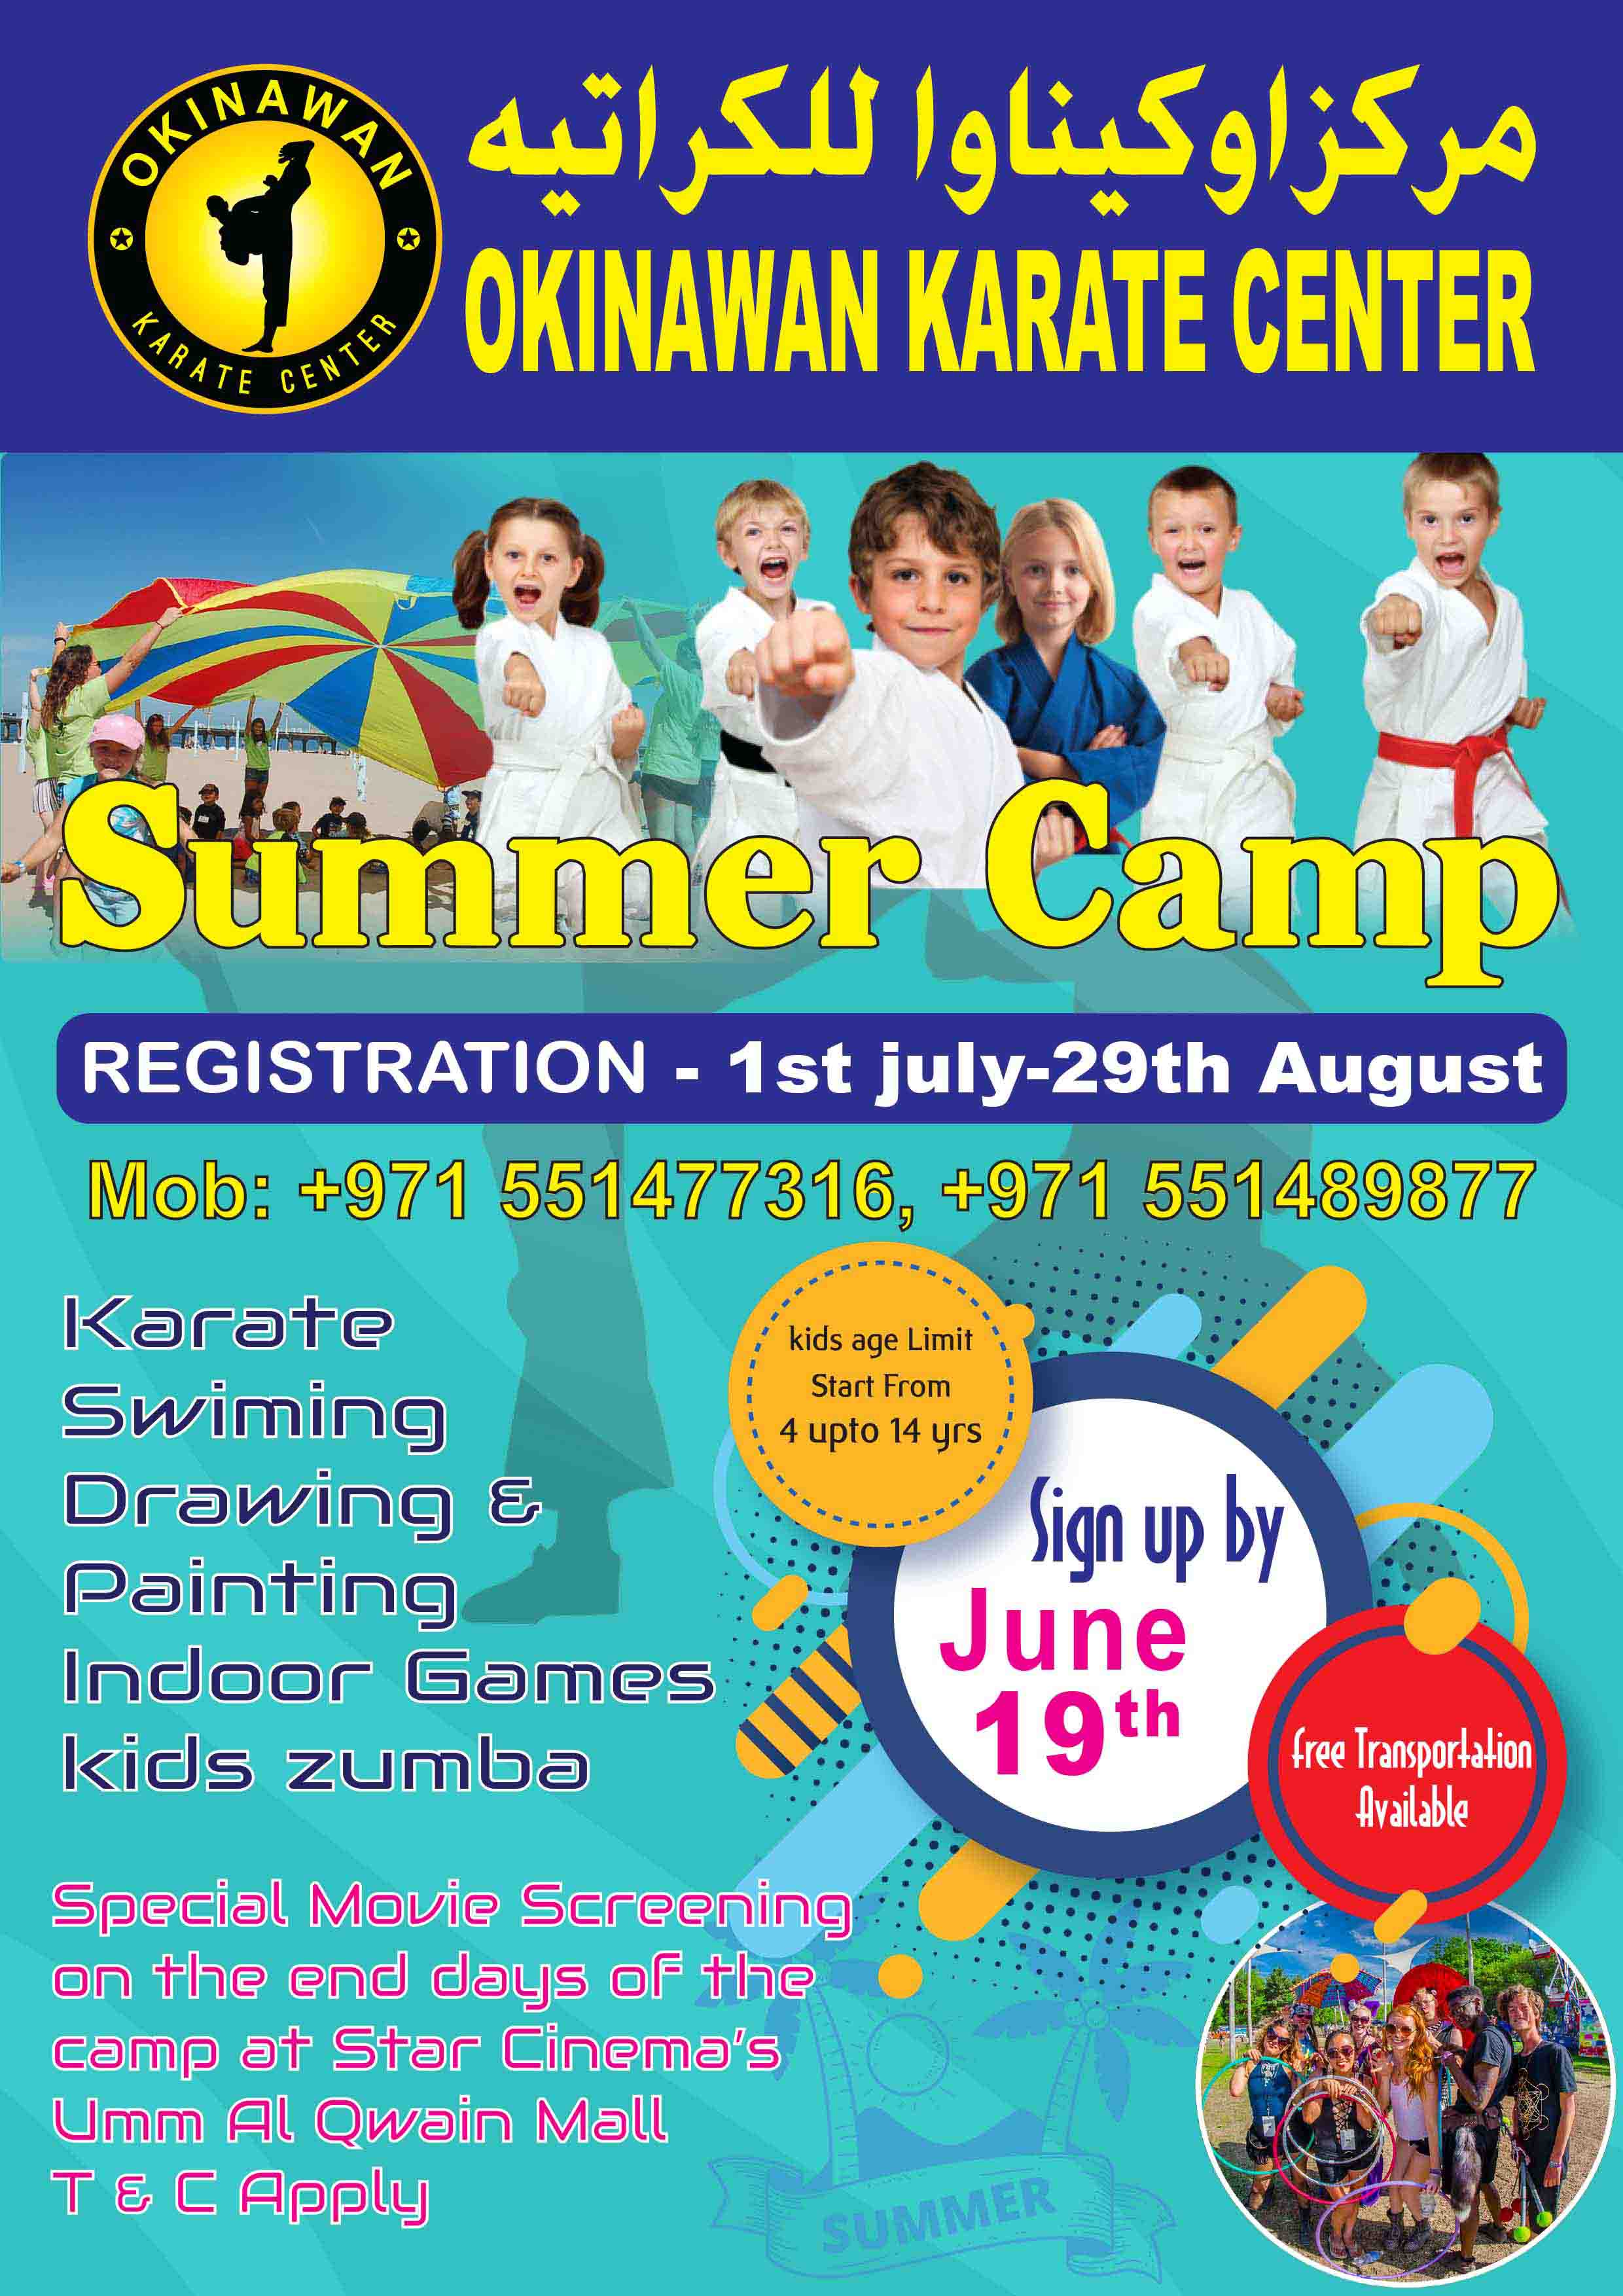 OKINAWAN
KARATE CENTER
مركزاوكيناوا للكراتيه
OKINAWAN KARATE CENTER
Summer Camp
REGISTRATION - 1st july-29th August
Mob: +971 551477316, +971 551489877
Karate
Swiming
Drawing &
Painting
Indoor Games
kids zumba
kids age Limit
Start From
4 upto 14 yrs
Sign up by
June
19th
free Transportation
Available
Special Movie Screening
on the end days of the
camp at Star Cinema's
Umm Al Qwain Mall
T & C Apply
SUMMER